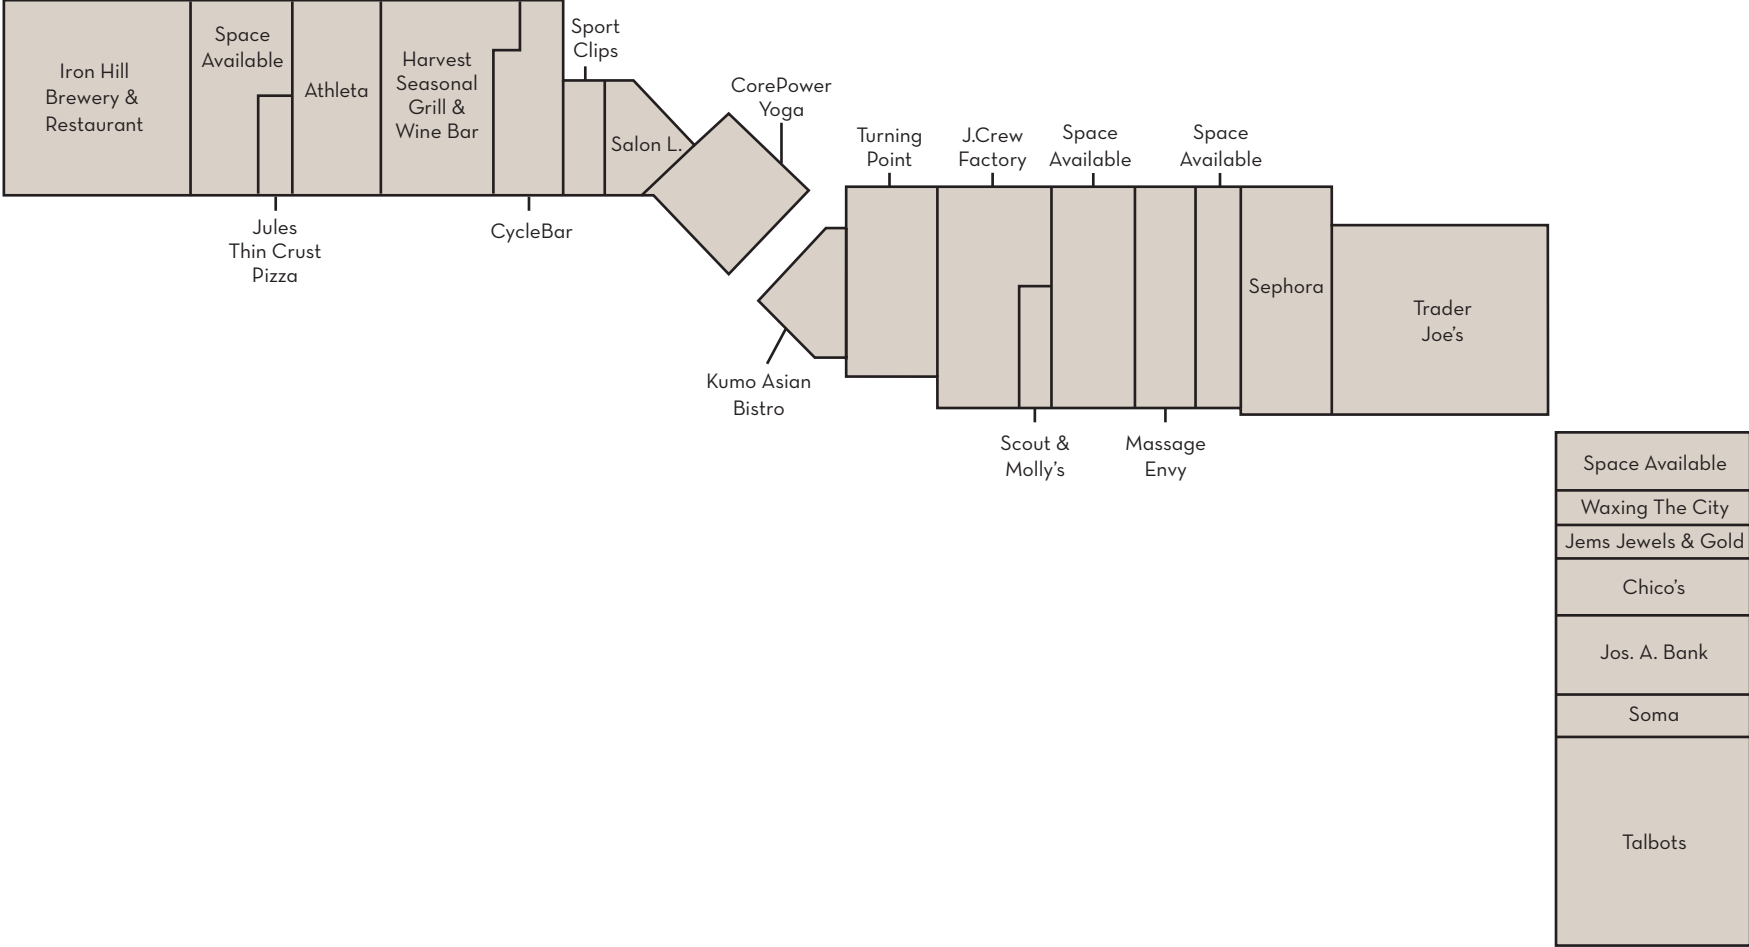 Iron Hill
Brewery &
Restaurant
Space
Available
Jules
Thin Crust
Pizza
Athleta
Harvest
Seasonal
Grill &
Wine Bar
CycleBar
Sport
Clips
Salon L.
CorePower
Yoga
Kumo Asian
Bistro
Turning
Point
J.Crew
Factory
Scout &
Molly's
Space
Available
Massage
Envy
Space
Available
Sephora
Trader
Joe's
Space Available
Waxing The City
Jems Jewels & Gold
Chico's
Jos. A. Bank
Soma
Talbots